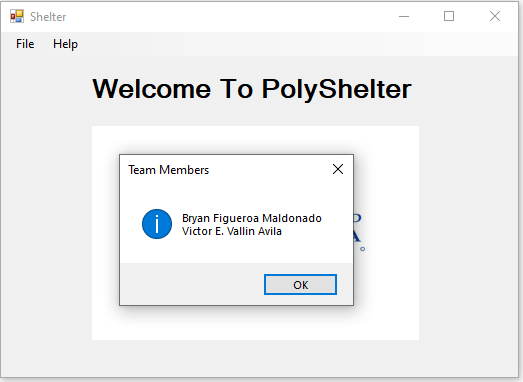 Shelter
File Help
Welcome To PolyShelter
Team Members
Bryan Figueroa Maldonado
Victor E. Vallin Avila
OK